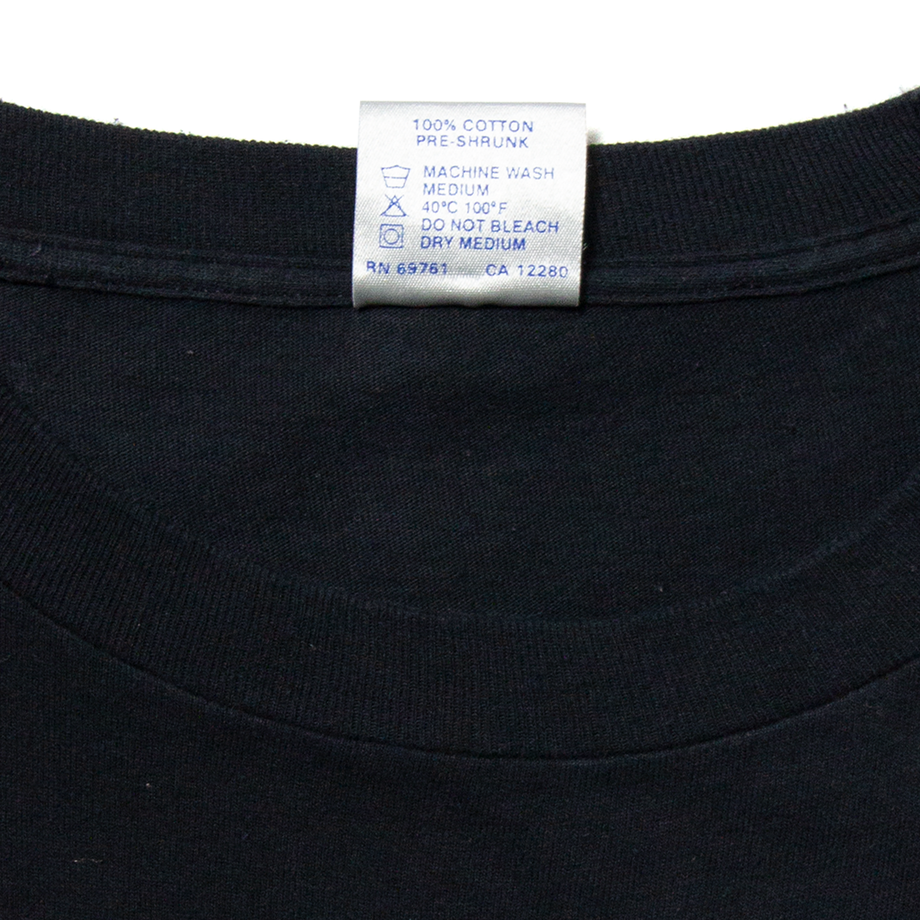 100% COTTON
PRE-SHRUNK
MACHINE WASH
MEDIUM
40°C 100°F
DO NOT BLEACH
DRY MEDIUM
RN 69761 CA 12280